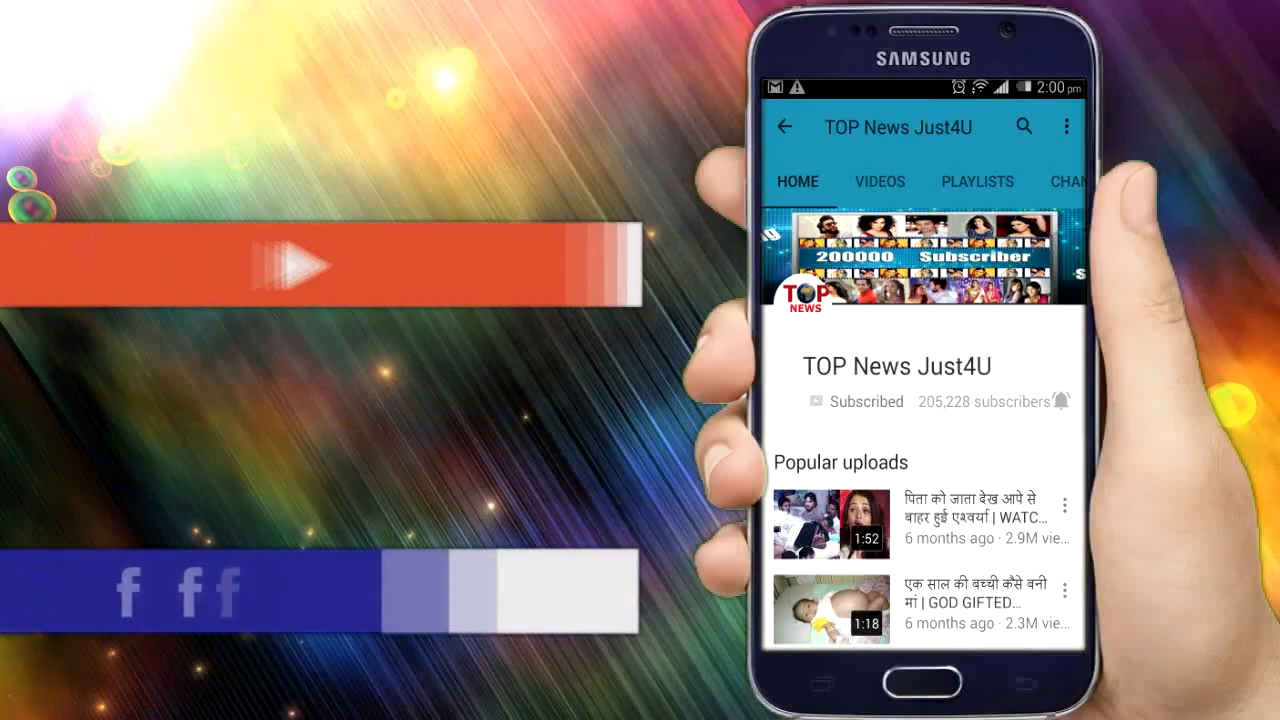 SAMSUNG
2:00 pm
TOP News Just4U
HOME VIDEOS PLAYLISTS CHAN
200000 Subscriber
TOP
NEWS
TOP News Just4U
Subscribed 205,228 subscribers
Popular uploads
पिता को जाता देख आपे से
बाहर हुई एश्वर्या | WATC...
6 months ago · 2.9M vie...
1:52
एक साल की बच्ची कैसे बनी
मां | GOD GIFTED...
6 months ago · 2.3M vie...
1:18
f f f